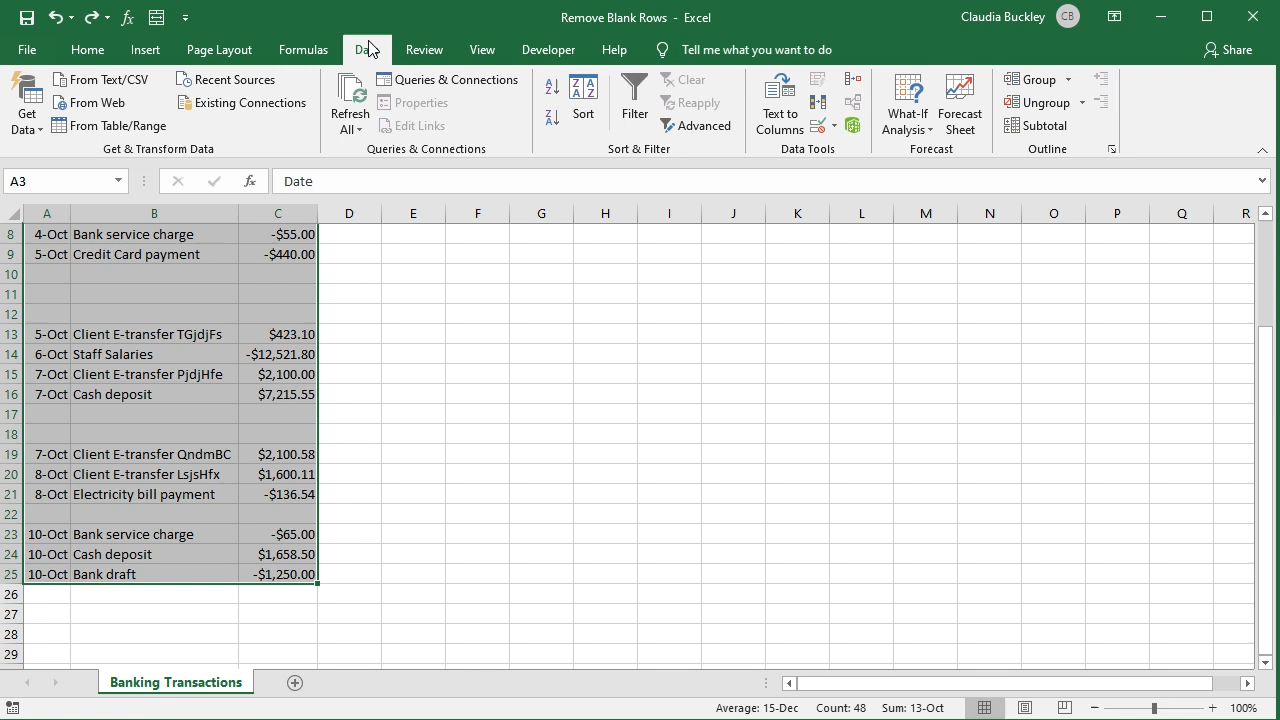 Remove Blank Rows - Excel
Claudia Buckley CB
File Home Insert Page Layout Formulas Data Review View Developer Help Tell me what you want to do Share
Get Data
From Text/CSV
From Web
From Table/Range
Recent Sources
Existing Connections
Get & Transform Data
Refresh All
Queries & Connections
Properties
Edit Links
Queries & Connections
Sort
Filter
Clear
Reapply
Advanced
Sort & Filter
Text to Columns
Data Tools
What-If Analysis
Forecast Sheet
Forecast
Group
Ungroup
Subtotal
Outline
A3 fx Date
A B C D E F G H I J K L M N O P Q R
8 4-Oct Bank service charge -$55.00
9 5-Oct Credit Card payment -$440.00
10
11
12
13 5-Oct Client E-transfer TGjdjFs $423.10
14 6-Oct Staff Salaries -$12,521.80
15 7-Oct Client E-transfer PjdjHfe $2,100.00
16 7-Oct Cash deposit $7,215.55
17
18
19 7-Oct Client E-transfer QndmBC $2,100.58
20 8-Oct Client E-transfer LsjsHfx $1,600.11
21 8-Oct Electricity bill payment -$136.54
22
23 10-Oct Bank service charge -$65.00
24 10-Oct Cash deposit $1,658.50
25 10-Oct Bank draft -$1,250.00
26
27
28
29
Banking Transactions
Average: 15-Dec Count: 48 Sum: 13-Oct 100%